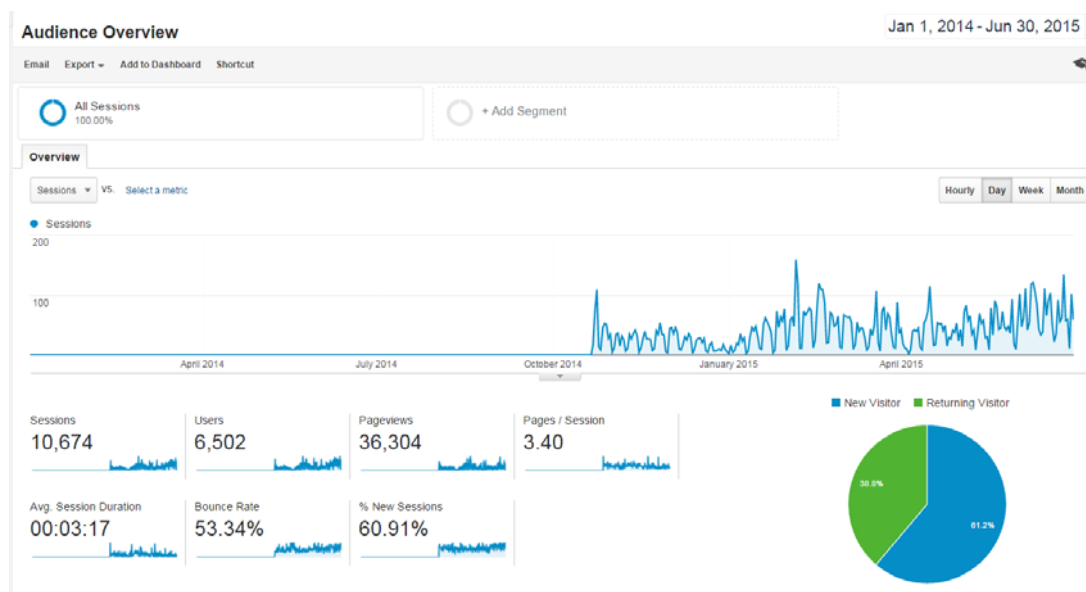 Audience Overview
Jan 1, 2014 - Jun 30, 2015
Email Export Add to Dashboard Shortcut
All Sessions
100.00%
+ Add Segment
Overview
Sessions VS. Select a metric
Hourly Day Week Month
Sessions
200
100
April 2014 July 2014 October 2014 January 2015 April 2015
New Visitor Returning Visitor
Sessions
10,674
Users
6,502
Pageviews
36,304
Pages / Session
3.40
Avg. Session Duration
00:03:17
Bounce Rate
53.34%
% New Sessions
60.91%
38.8%
61.2%